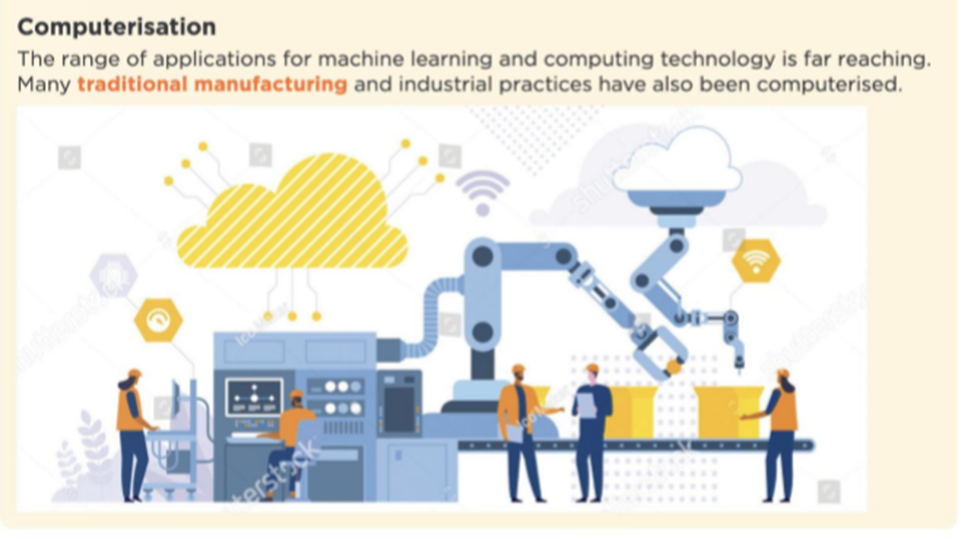 Computerisation
The range of applications for machine learning and computing technology is far reaching.
Many traditional manufacturing and industrial practices have also been computerised.